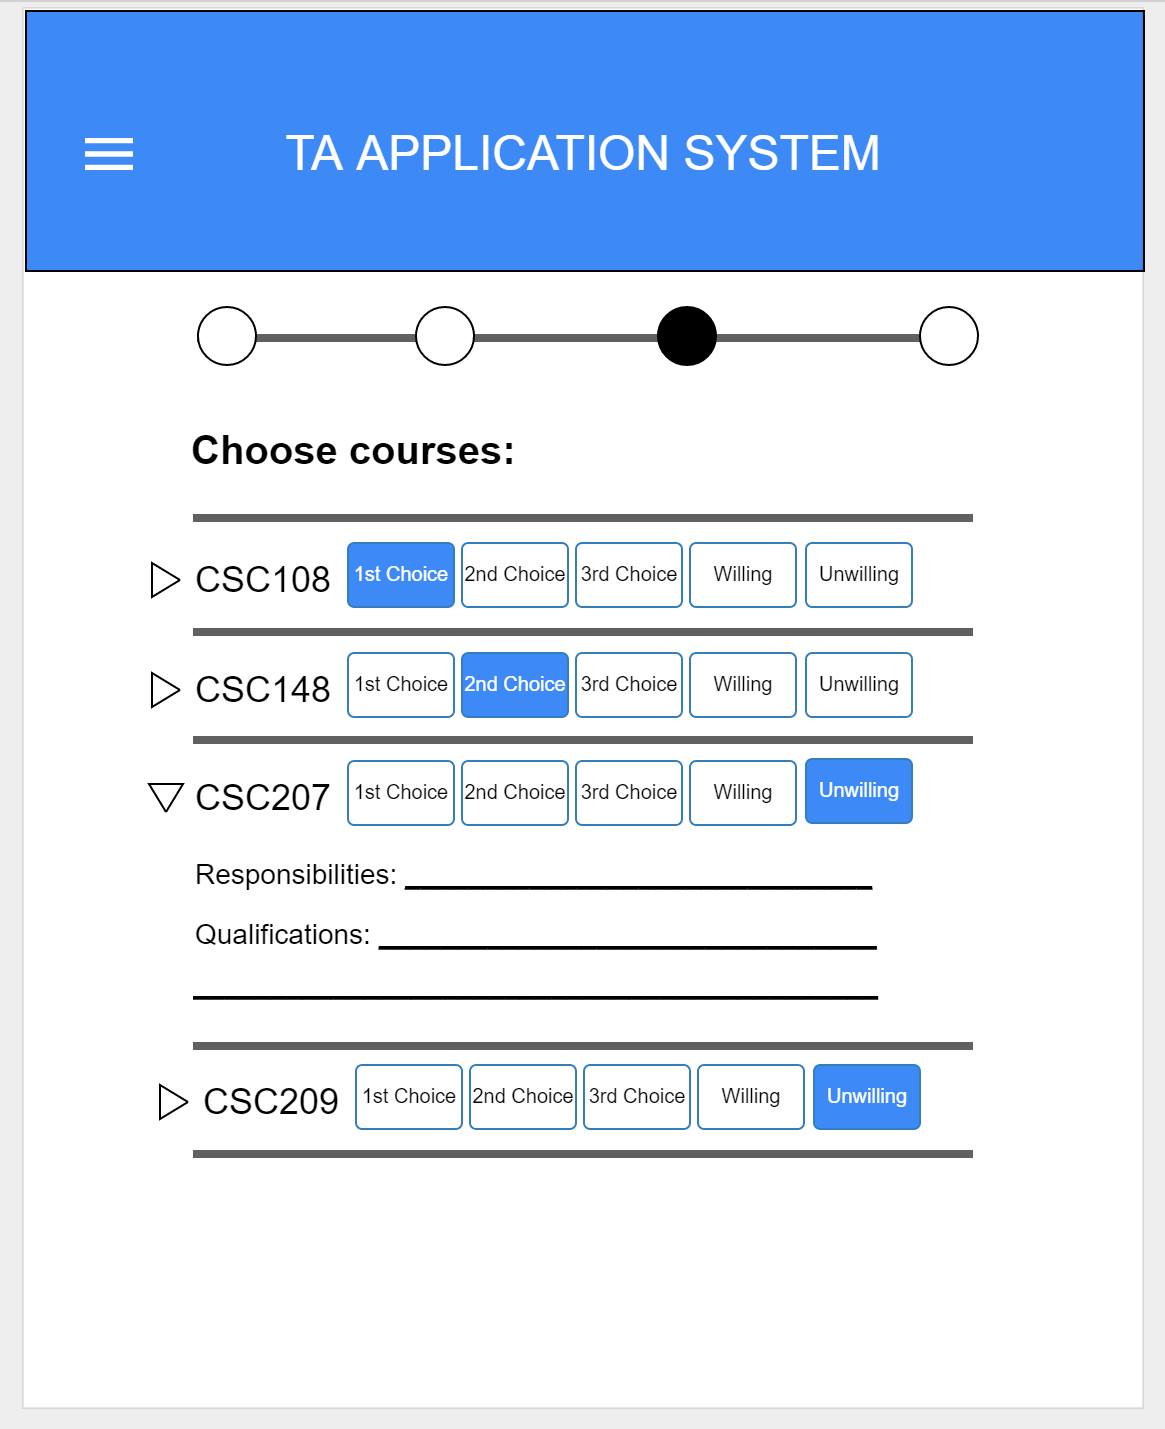 TA APPLICATION SYSTEM
Choose courses:
CSC108 1st Choice 2nd Choice 3rd Choice Willing Unwilling
CSC148 1st Choice 2nd Choice 3rd Choice Willing Unwilling
CSC207 1st Choice 2nd Choice 3rd Choice Willing Unwilling
Responsibilities:
Qualifications:
CSC209 1st Choice 2nd Choice 3rd Choice Willing Unwilling